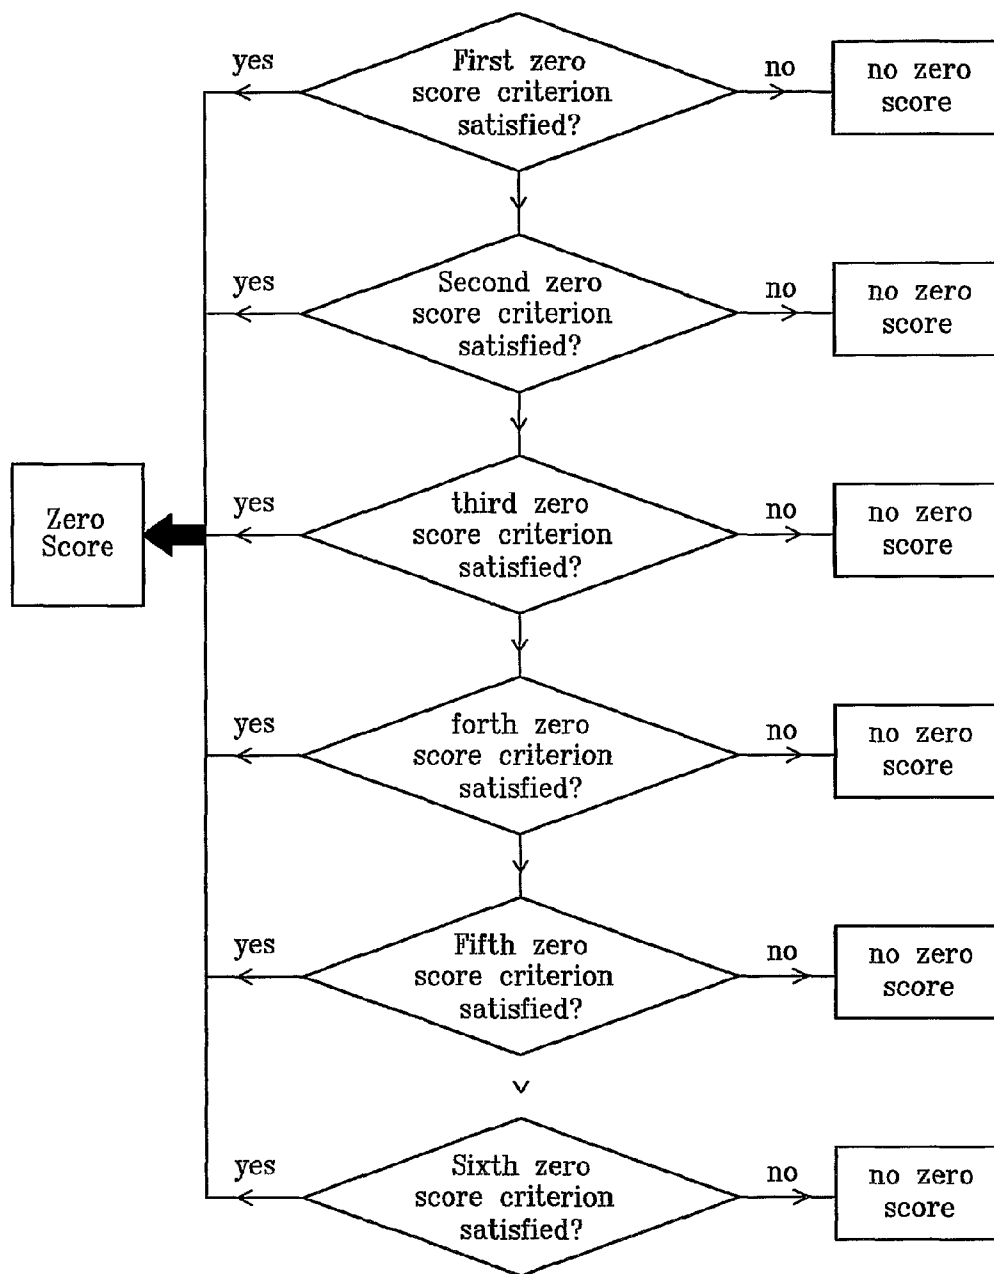 yes
First zero
score criterion
satisfied?
no
no zero
score
yes
Second zero
score criterion
satisfied?
no
no zero
score
Zero
Score
yes
third zero
score criterion
satisfied?
no
no zero
score
yes
forth zero
score criterion
satisfied?
no
no zero
score
yes
Fifth zero
score criterion
satisfied?
no
no zero
score
yes
Sixth zero
score criterion
satisfied?
no
no zero
score